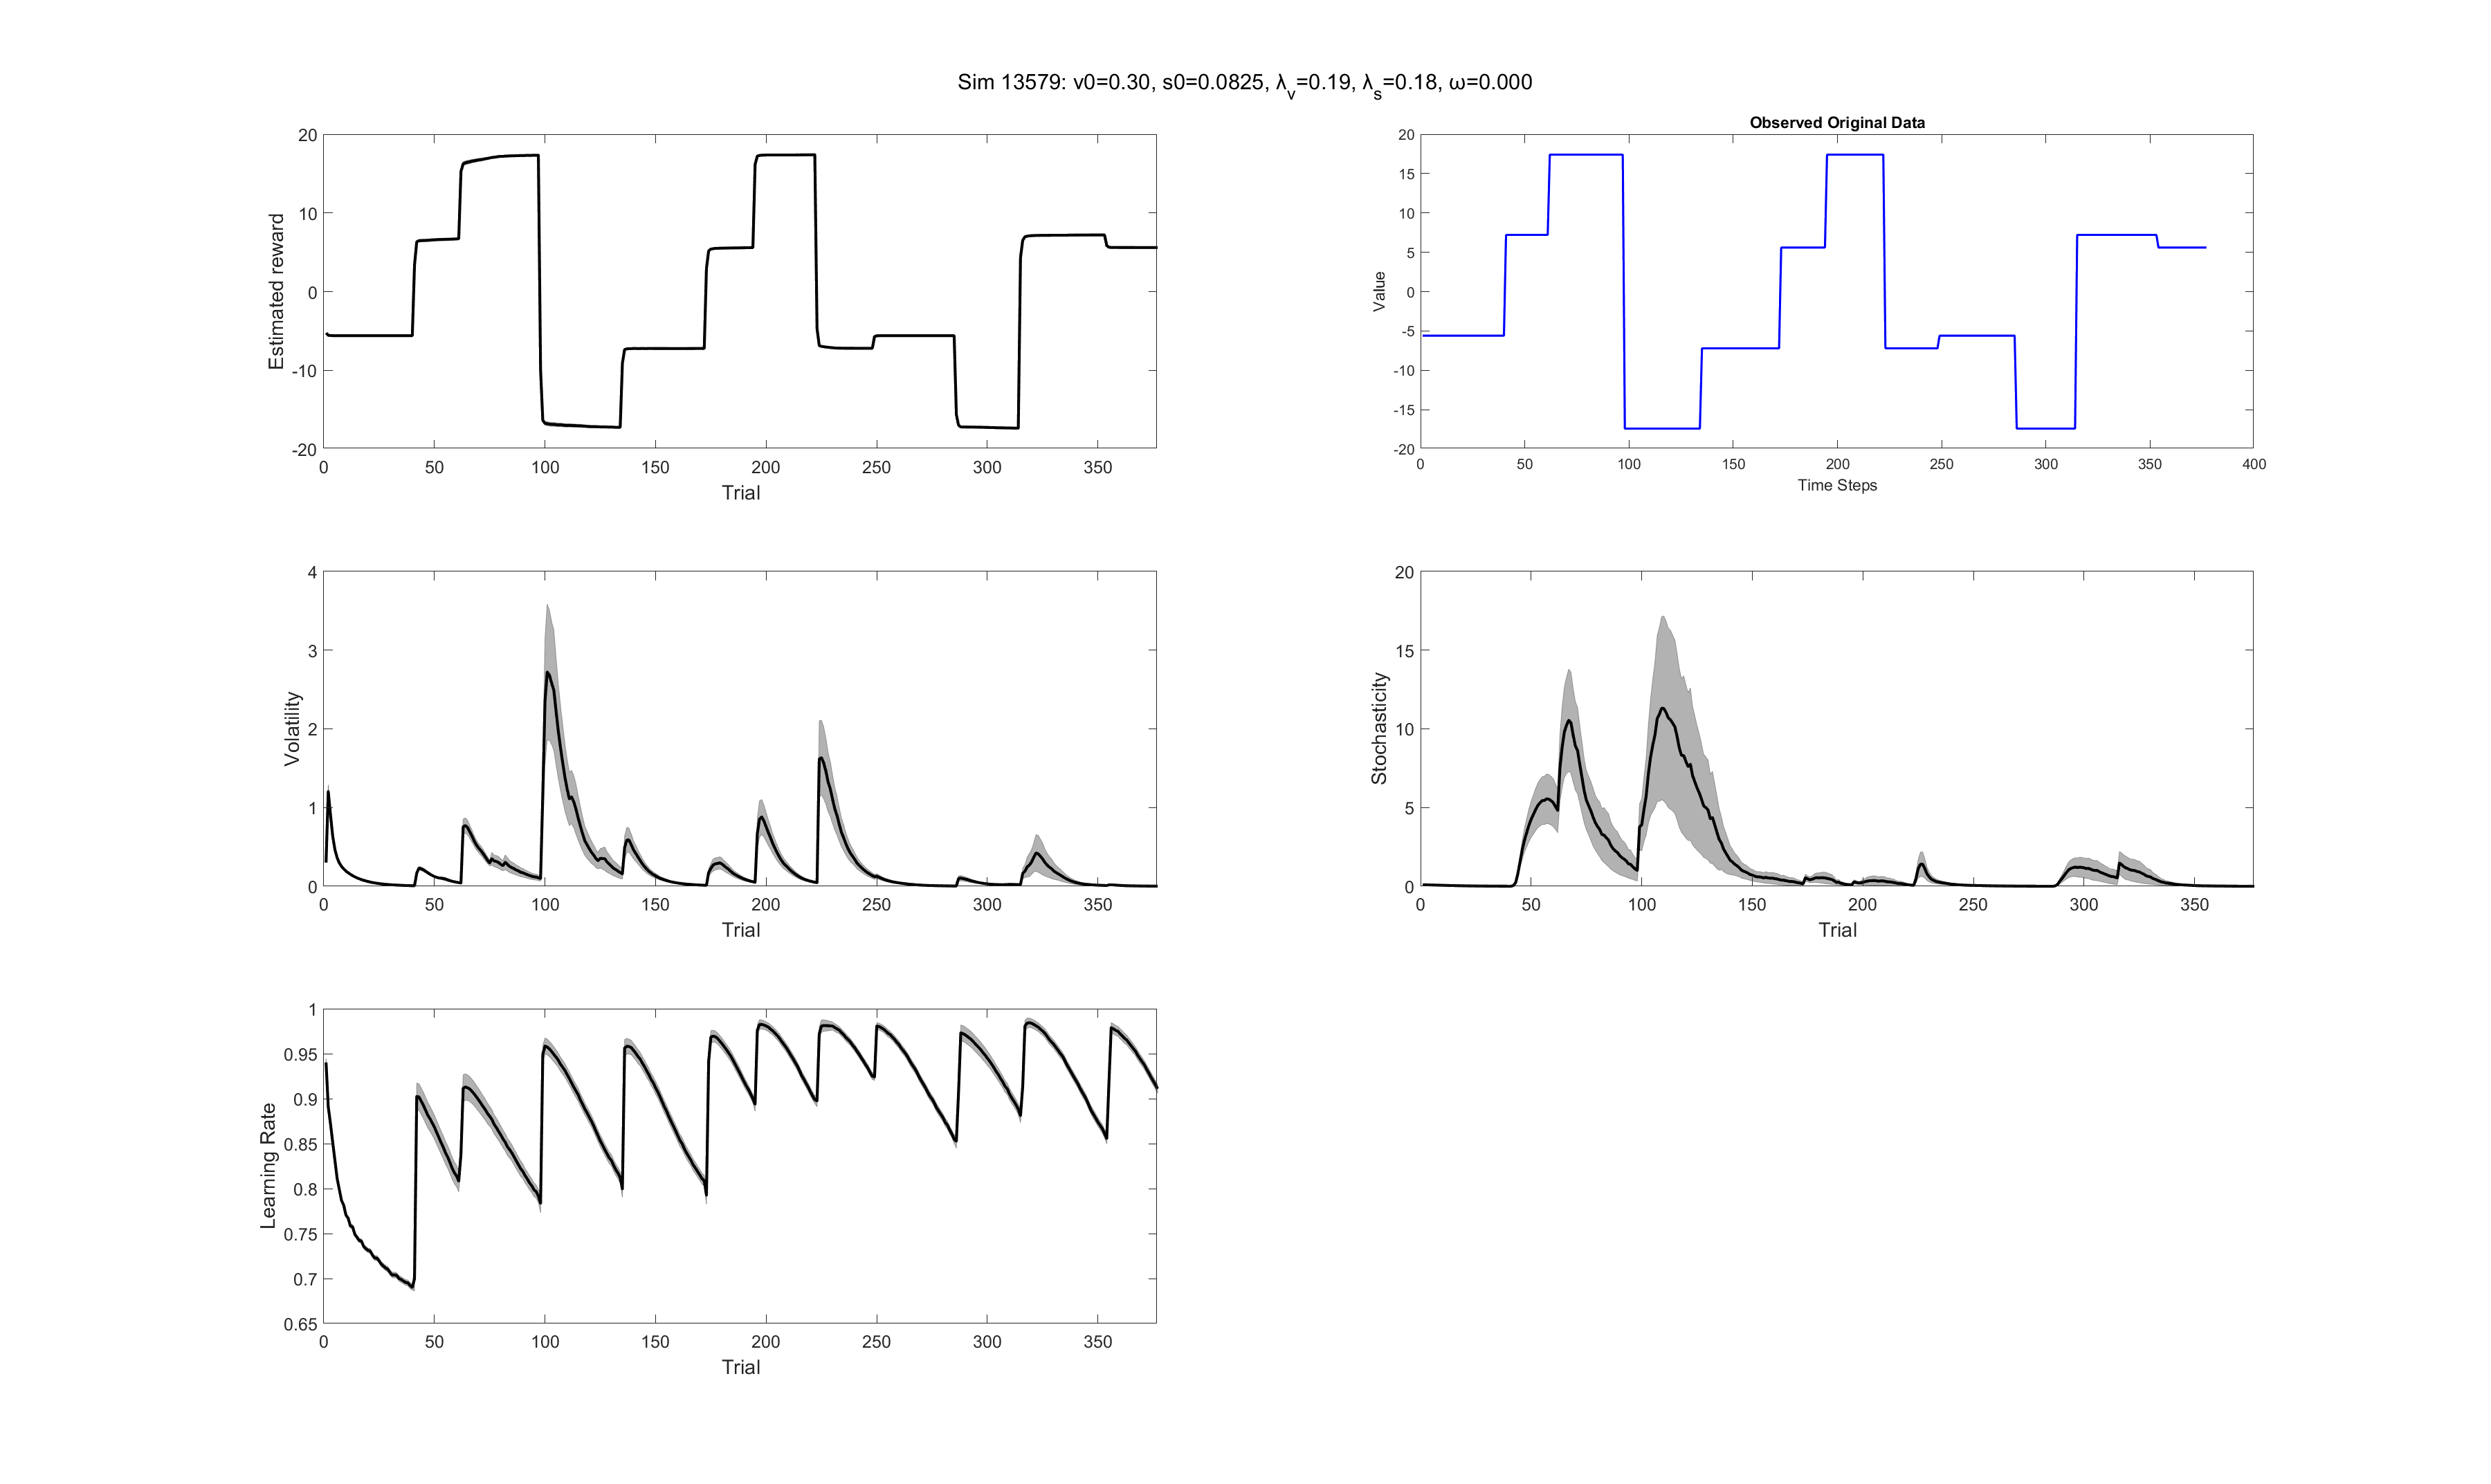 Sim 13579: v0=0.30, s0=0.0825, λ_v=0.19, λ_s=0.18, ω=0.000
20
10
0
-10
-20
Estimated reward
0 50 100 150 200 250 300 350
Trial
Observed Original Data
20
15
10
5
0
-5
-10
-15
-20
Value
0 50 100 150 200 250 300 350 400
Time Steps
4
3
2
1
0
Volatility
0 50 100 150 200 250 300 350
Trial
20
15
10
5
0
Stochasticity
0 50 100 150 200 250 300 350
Trial
1
0.95
0.9
0.85
0.8
0.75
0.7
0.65
Learning Rate
0 50 100 150 200 250 300 350
Trial